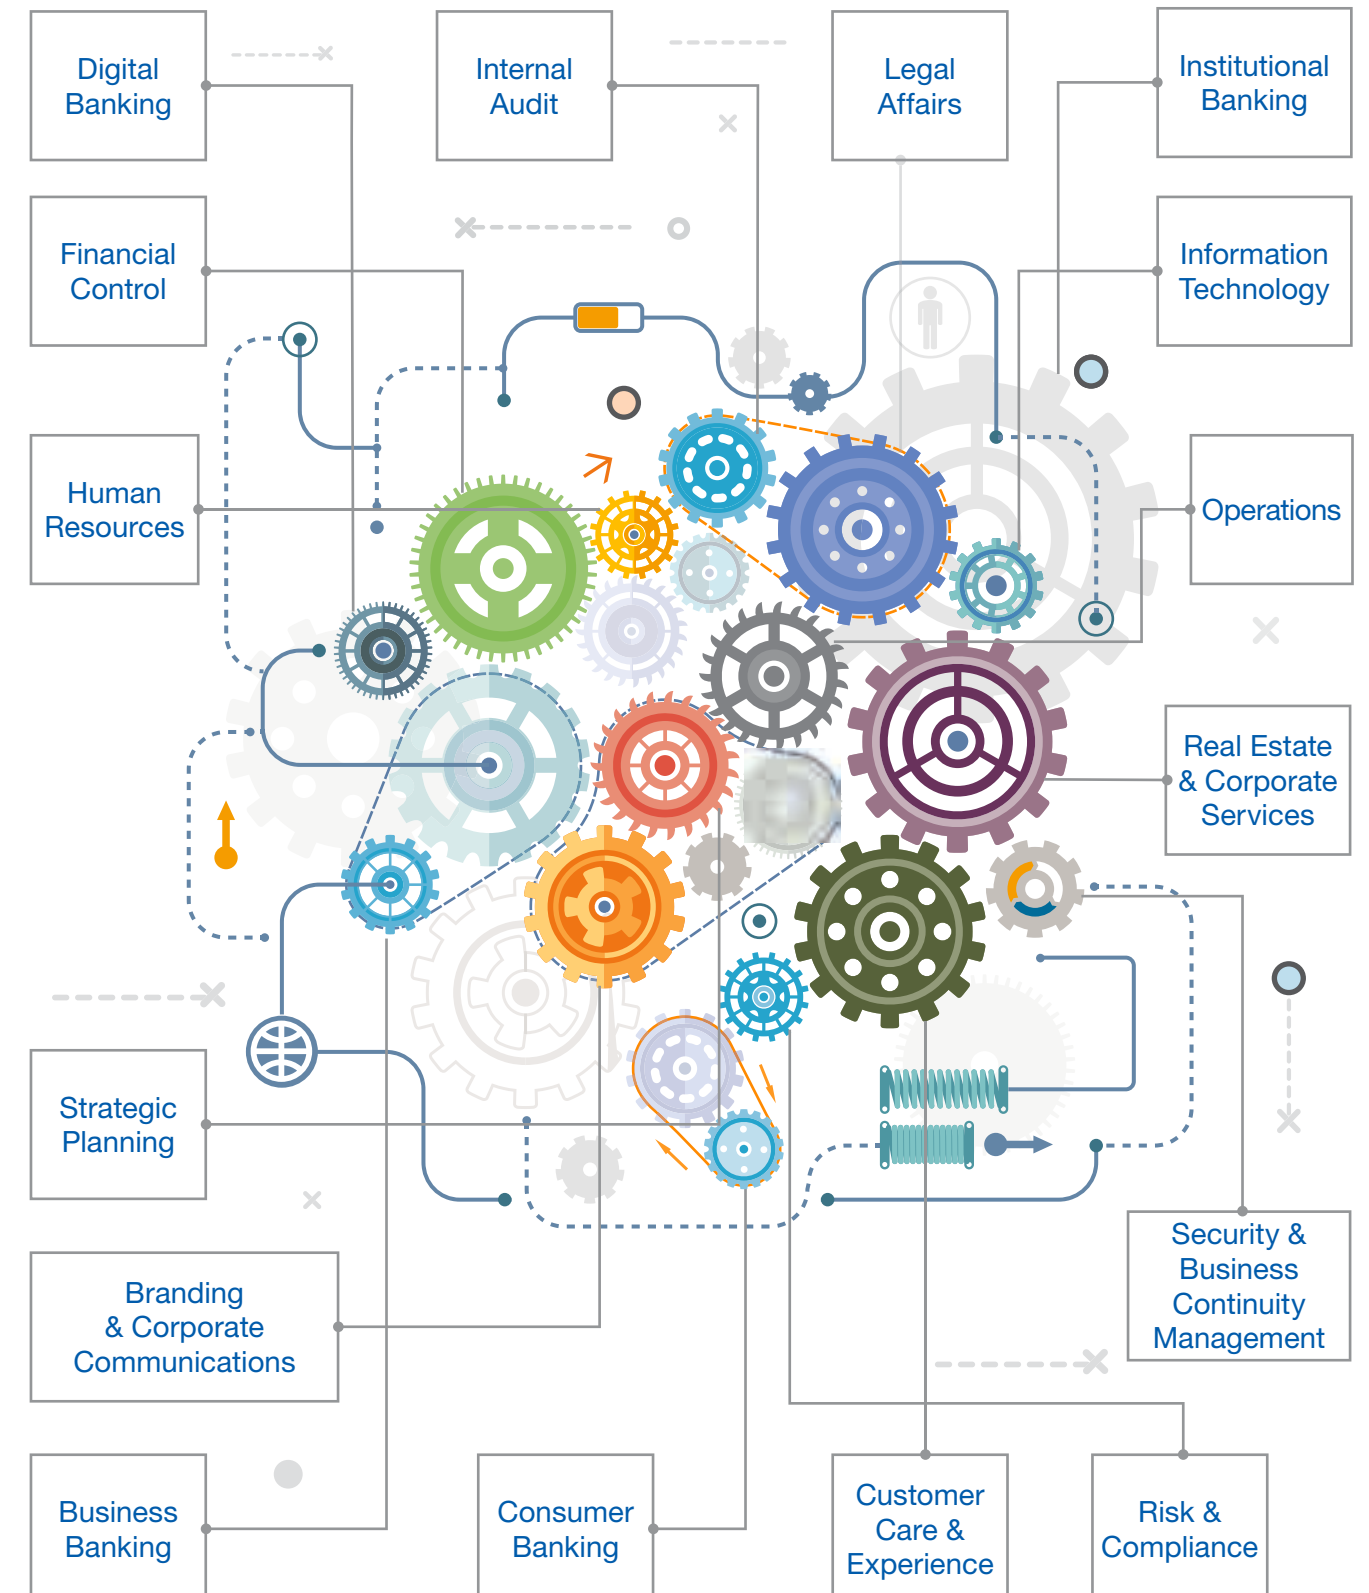 Digital
Banking
Internal
Audit
Legal
Affairs
Institutional
Banking
Financial
Control
Information
Technology
Human
Resources
Operations
Real Estate
& Corporate
Services
Strategic
Planning
Security &
Business
Continuity
Management
Branding
& Corporate
Communications
Business
Banking
Consumer
Banking
Customer
Care &
Experience
Risk &
Compliance